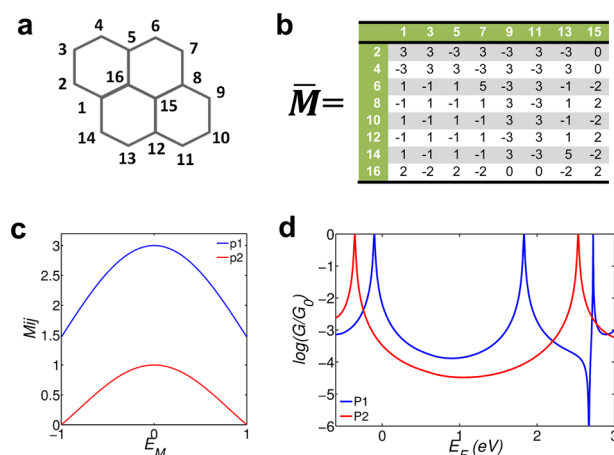 a
4 5 6
3 7
2 16 8
1 15 9
14 12 10
13 11
b
M̅=
1 3 5 7 9 11 13 15
2 3 3 -3 3 -3 3 -3 0
4 -3 3 3 -3 3 -3 3 0
6 1 -1 1 5 -3 3 -1 -2
8 -1 1 -1 1 3 -3 1 2
10 1 -1 1 -1 3 3 -1 -2
12 -1 1 -1 1 -3 3 1 2
14 1 -1 1 -1 3 -3 5 -2
16 2 2 -2 2 0 0 -2 2
c
Mij
3
2.5
2
1.5
1
0.5
0
−1 0 1
E_M
p1
p2
d
log(G/G₀)
0
−1
−2
−3
−4
−5
−6
0 1 2 3
E_F (eV)
P1
P2